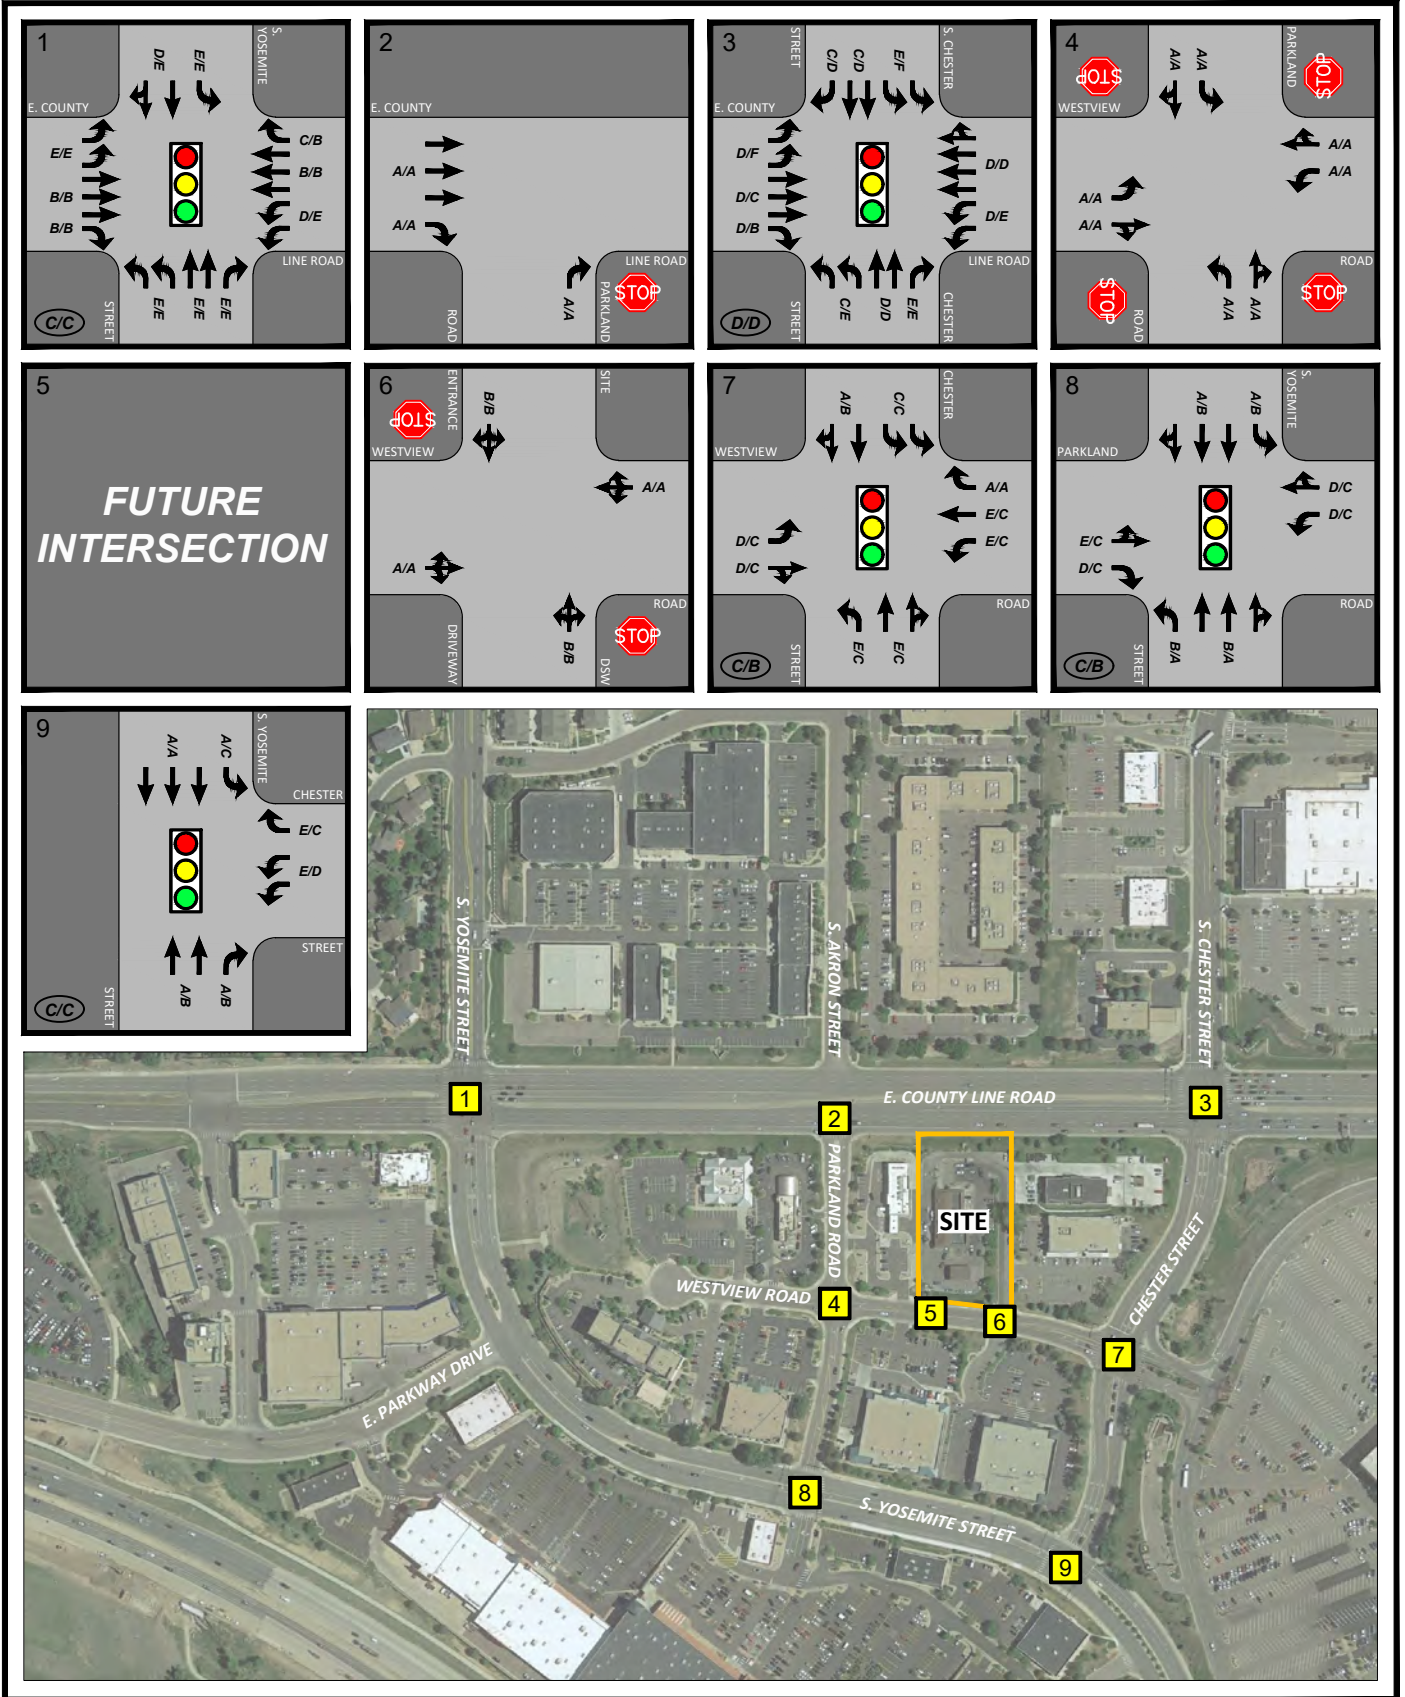 1
S. YOSEMITE
E. COUNTY
D/E
E/E
E/E
B/B
B/B
C/B
B/B
D/E
LINE ROAD
STREET
E/E
E/E
E/E
C/C
2
E. COUNTY
A/A
A/A
LINE ROAD
ROAD
A/A
PARKLAND
STOP
3
STREET
S. CHESTER
E. COUNTY
C/D
C/D
E/F
D/F
D/C
D/B
D/D
D/E
LINE ROAD
STREET
C/E
D/D
E/E
CHESTER
D/D
4
STOP
WESTVIEW
A/A
A/A
PARKLAND
STOP
A/A
A/A
A/A
A/A
STOP
ROAD
A/A
A/A
ROAD
STOP
5
FUTURE
INTERSECTION
6
STOP
ENTRANCE
WESTVIEW
B/B
SITE
A/A
A/A
DRIVEWAY
B/B
DSW
ROAD
STOP
7
WESTVIEW
A/B
C/C
CHESTER
A/A
E/C
E/C
D/C
D/C
STREET
E/C
E/C
ROAD
C/B
8
PARKLAND
A/B
A/B
S. YOSEMITE
D/C
D/C
E/C
D/C
STREET
B/A
B/A
ROAD
C/B
9
A/A
A/C
S. YOSEMITE
CHESTER
E/C
E/D
STREET
STREET
A/B
A/B
C/C
S. YOSEMITE STREET
S. AKRON STREET
S. CHESTER STREET
1
2
E. COUNTY LINE ROAD
3
PARKLAND ROAD
SITE
CHESTER STREET
WESTVIEW ROAD
4
5
6
7
E. PARKWAY DRIVE
8
S. YOSEMITE STREET
9